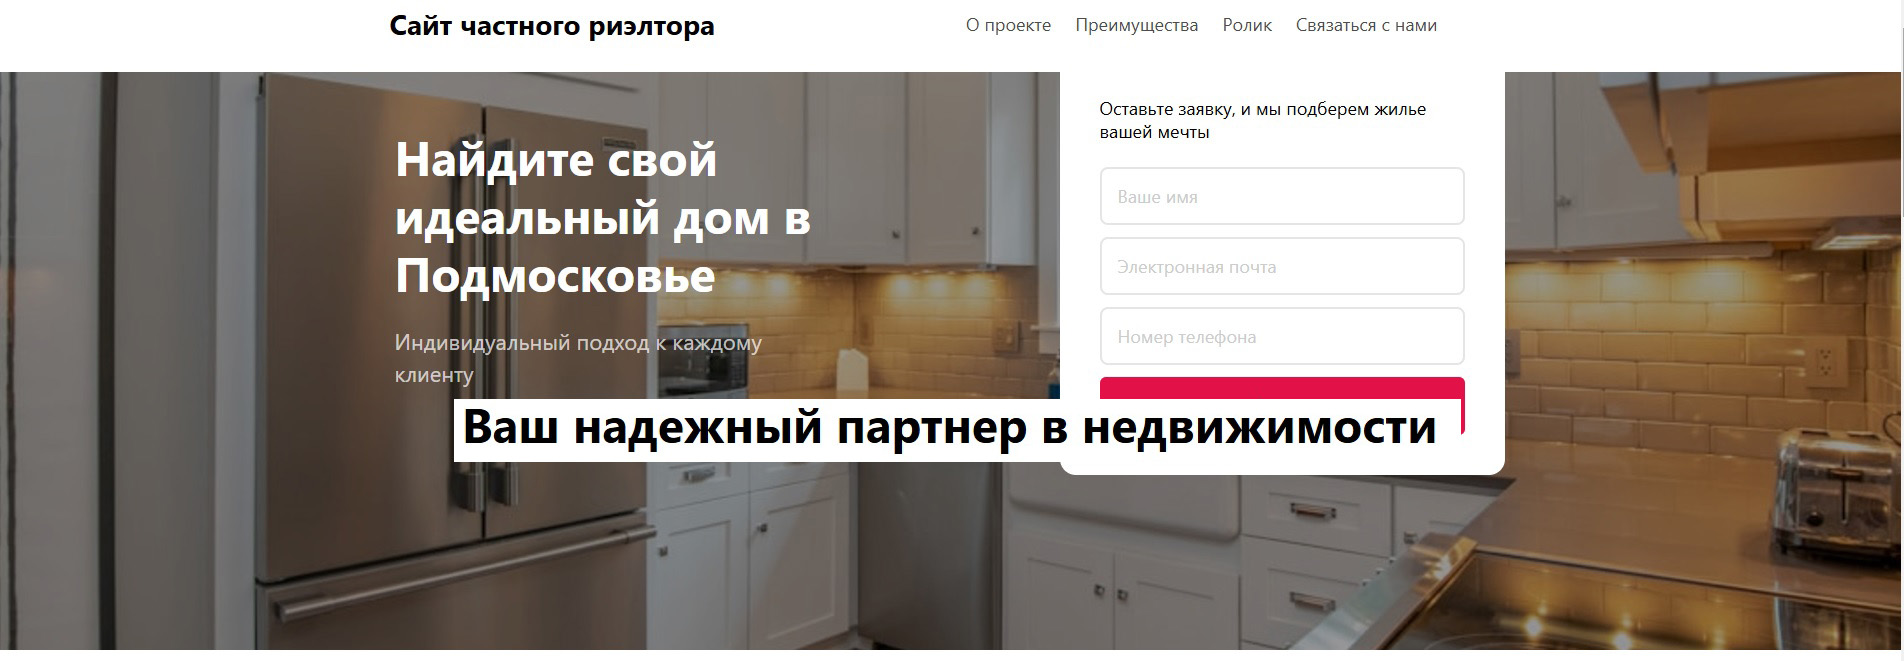 Сайт частного риэлтора
О проекте Преимущества Ролик Связаться с нами
Найдите свой
идеальный дом в
Подмосковье
Индивидуальный подход к каждому
клиенту
Оставьте заявку, и мы подберем жилье
вашей мечты
Ваше имя
Электронная почта
Номер телефона
Ваш надежный партнер в недвижимости